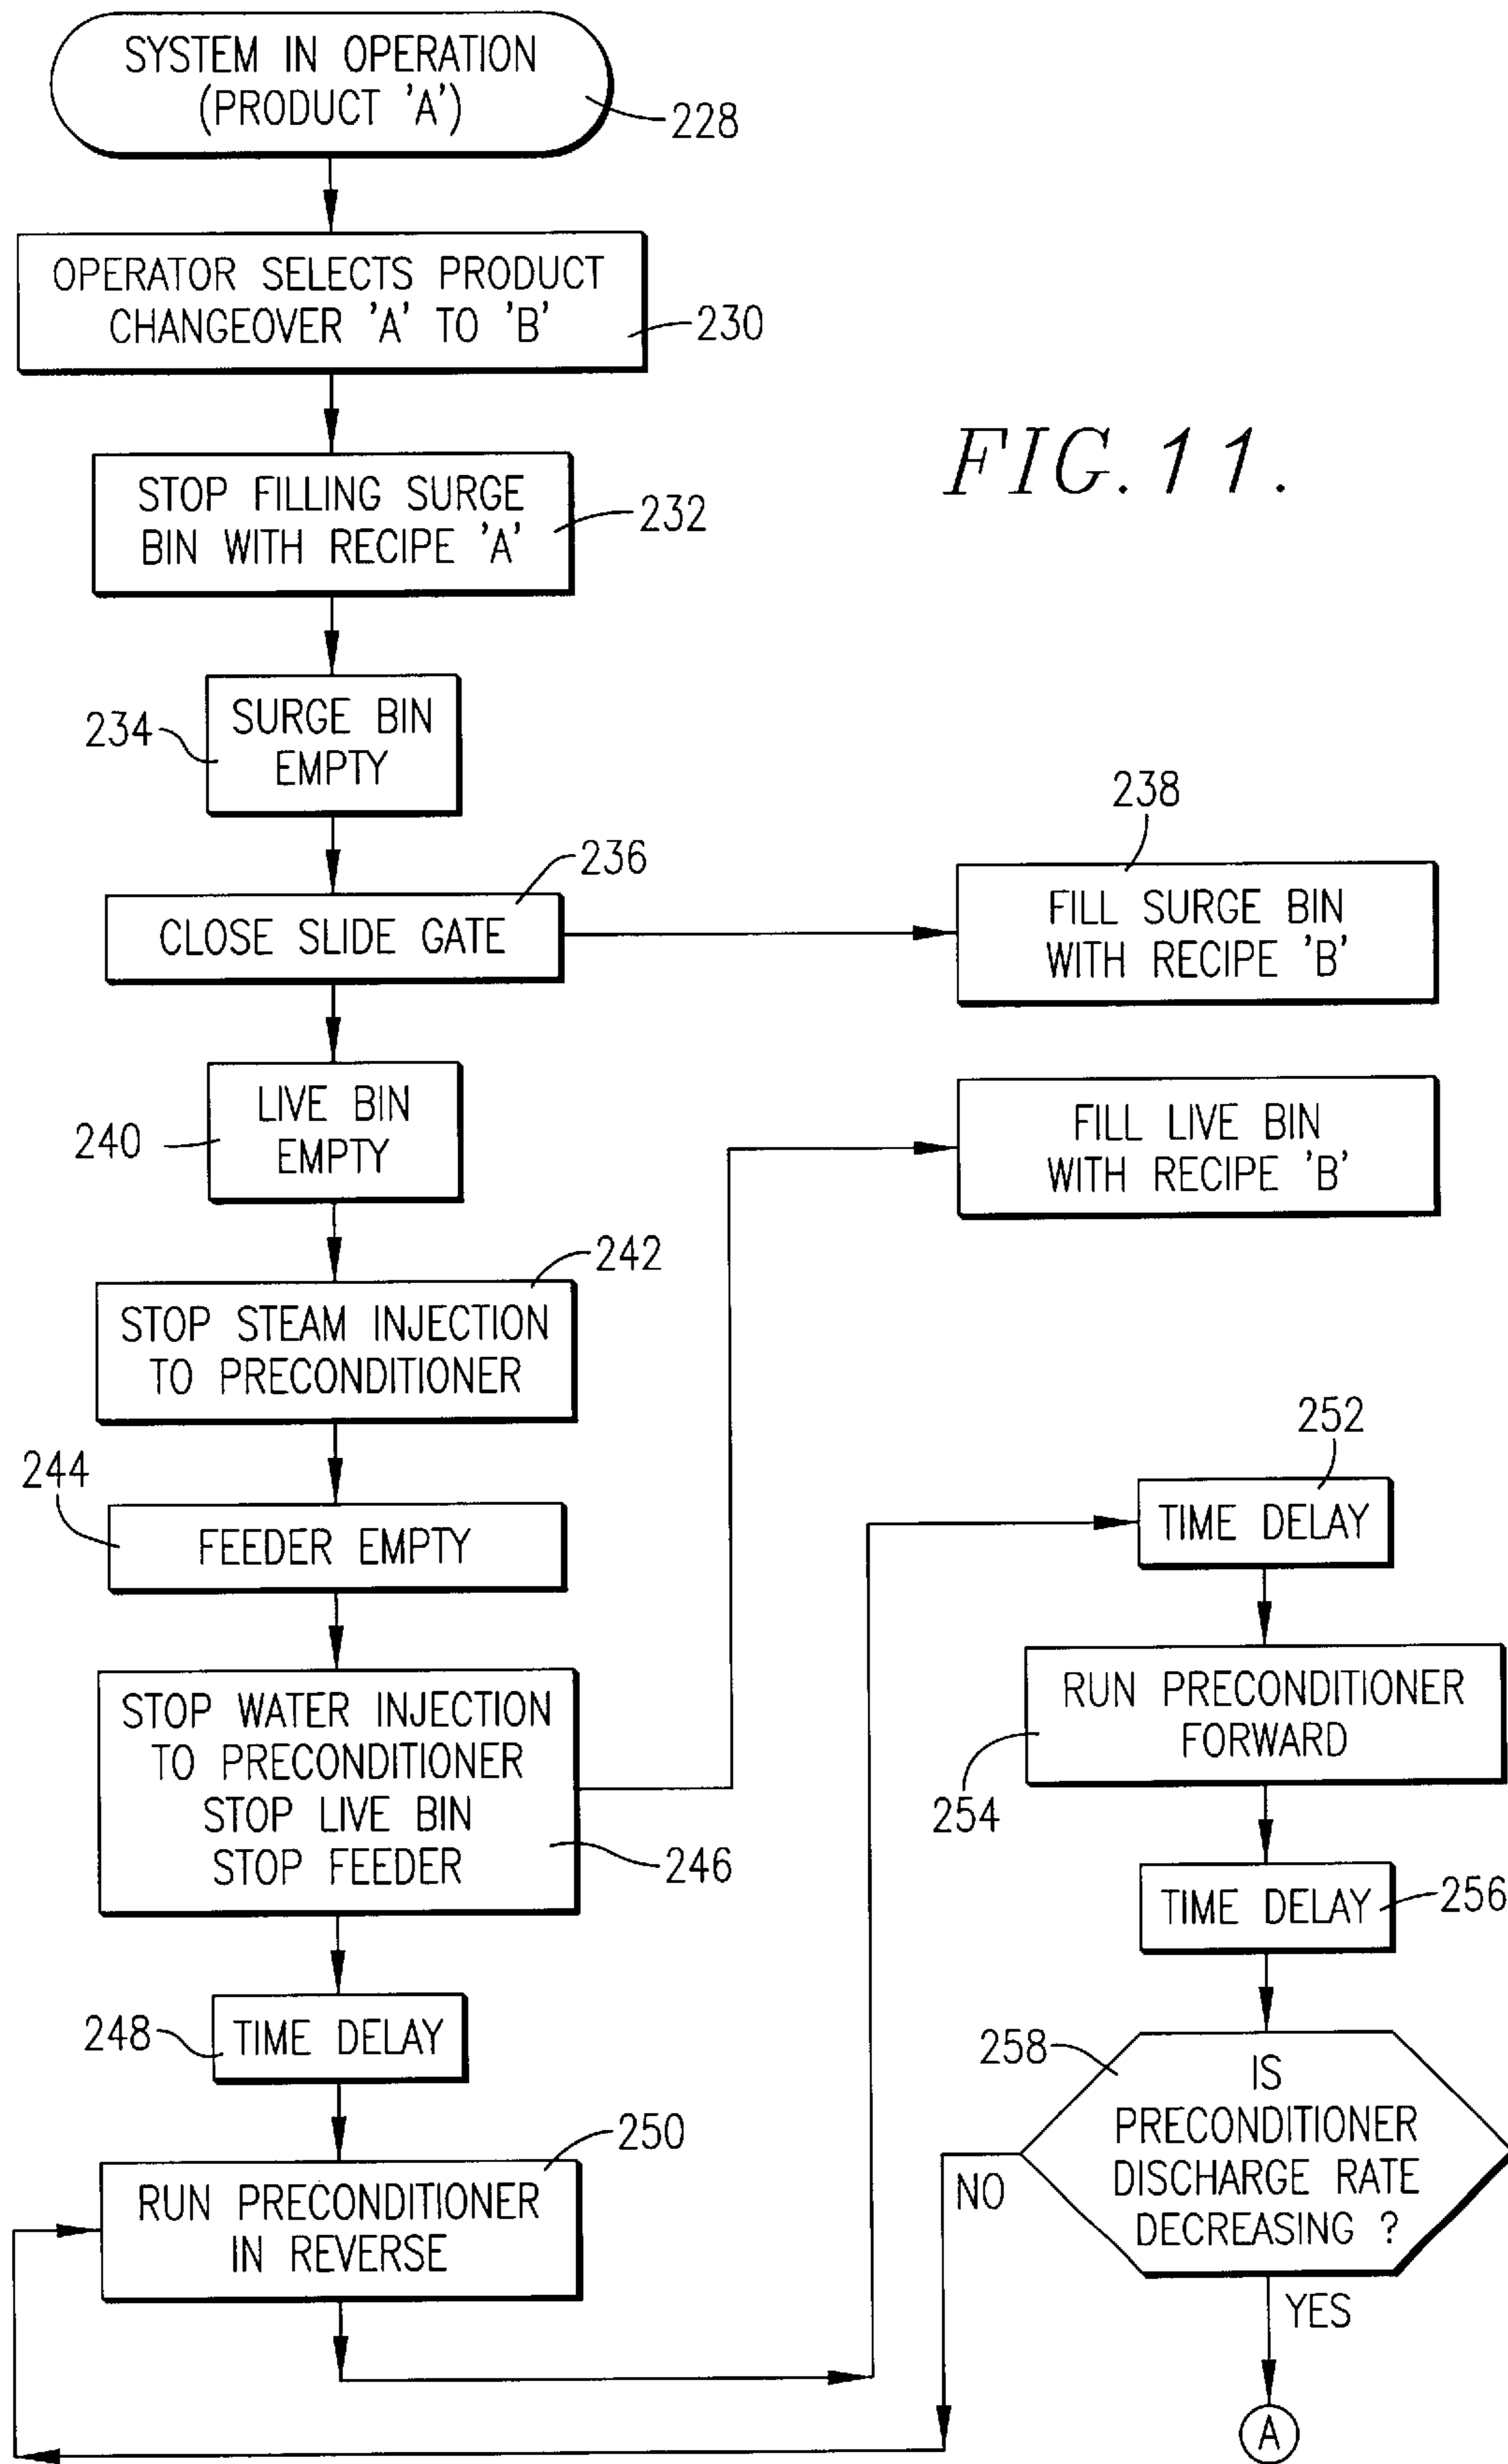 SYSTEM IN OPERATION
(PRODUCT 'A')
228
OPERATOR SELECTS PRODUCT
CHANGEOVER 'A' TO 'B'
230
FIG. 11.
STOP FILLING SURGE
BIN WITH RECIPE 'A'
232
234
SURGE BIN
EMPTY
236
CLOSE SLIDE GATE
238
FILL SURGE BIN
WITH RECIPE 'B'
240
LIVE BIN
EMPTY
FILL LIVE BIN
WITH RECIPE 'B'
242
STOP STEAM INJECTION
TO PRECONDITIONER
244
FEEDER EMPTY
STOP WATER INJECTION
TO PRECONDITIONER
STOP LIVE BIN
STOP FEEDER
246
248
TIME DELAY
250
RUN PRECONDITIONER
IN REVERSE
252
TIME DELAY
RUN PRECONDITIONER
FORWARD
254
TIME DELAY
256
258
IS
PRECONDITIONER
DISCHARGE RATE
DECREASING ?
NO
YES
A